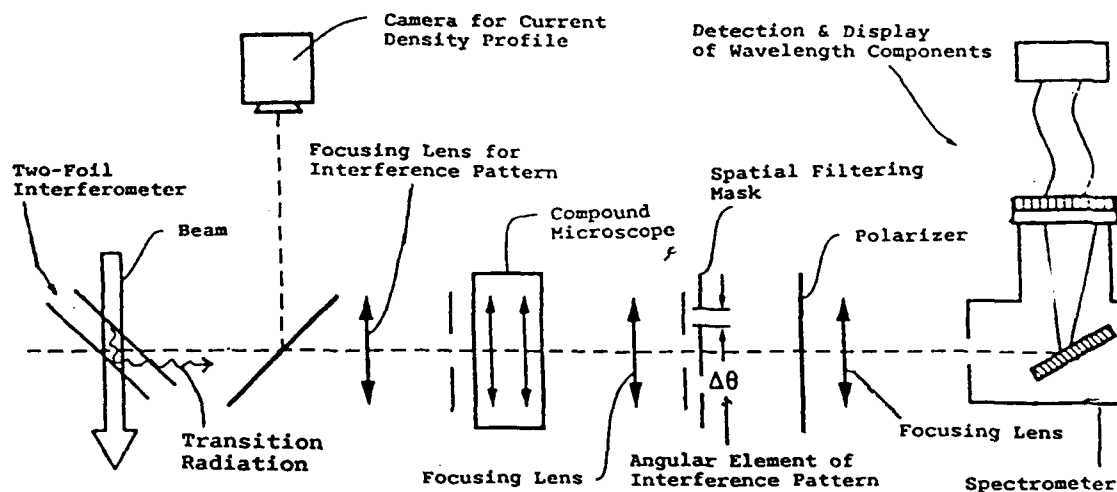 Camera for Current
Density Profile
Detection & Display
of Wavelength Components
Focusing Lens for
Interference Pattern
Two-Foil
Interferometer
Spatial Filtering
Mask
Beam
Compound
Microscope
Polarizer
Δθ
Transition
Radiation
Focusing Lens
Angular Element of
Interference Pattern
Focusing Lens
Spectrometer